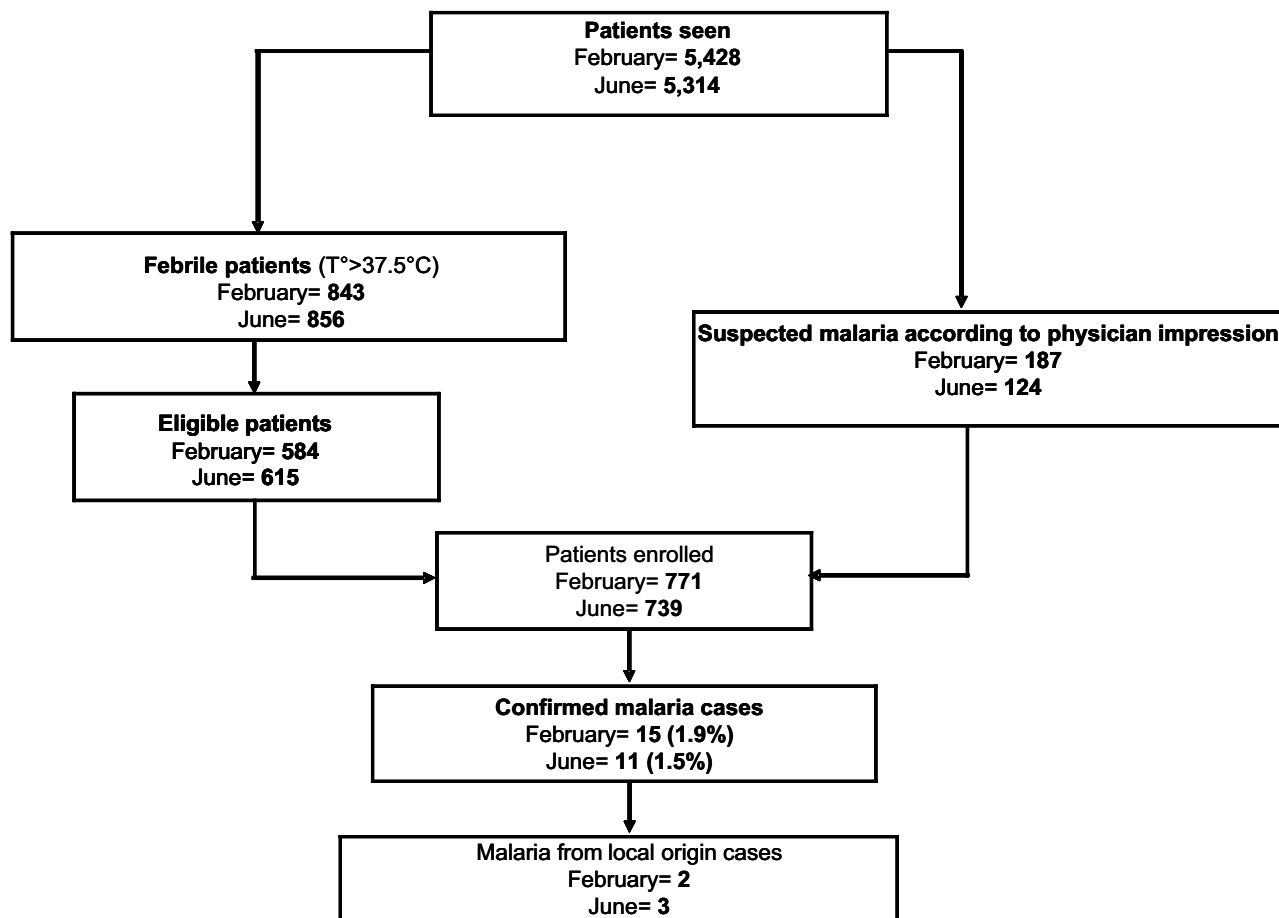 Patients seen
February= 5,428
June= 5,314
Febrile patients (T°>37.5°C)
February= 843
June= 856
Suspected malaria according to physician impression
February= 187
June= 124
Eligible patients
February= 584
June= 615
Patients enrolled
February= 771
June= 739
Confirmed malaria cases
February= 15 (1.9%)
June= 11 (1.5%)
Malaria from local origin cases
February= 2
June= 3